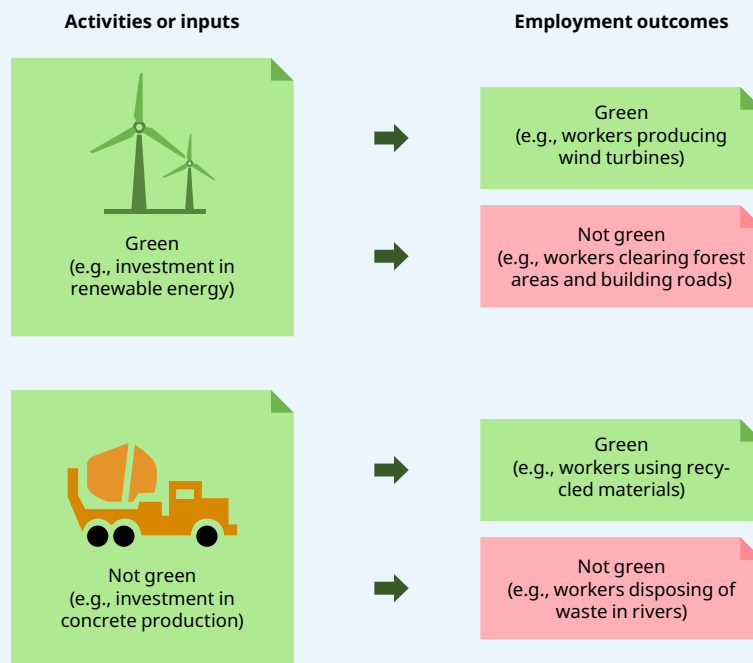 Activities or inputs
Employment outcomes
Green
(e.g., investment in
renewable energy)
Green
(e.g., workers producing
wind turbines)
Not green
(e.g., workers clearing forest
areas and building roads)
Not green
(e.g., investment in
concrete production)
Green
(e.g., workers using recy-
cled materials)
Not green
(e.g., workers disposing of
waste in rivers)